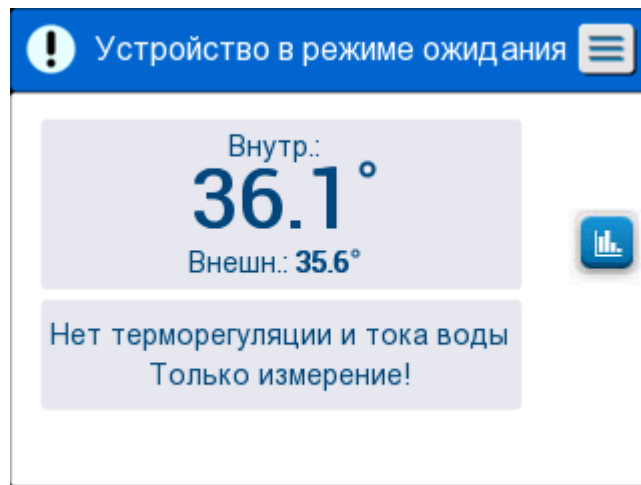 Устройство в режиме ожидания
Внутр.:
36.1°
Внешн.: 35.6°
Нет терморегуляции и тока воды
Только измерение!